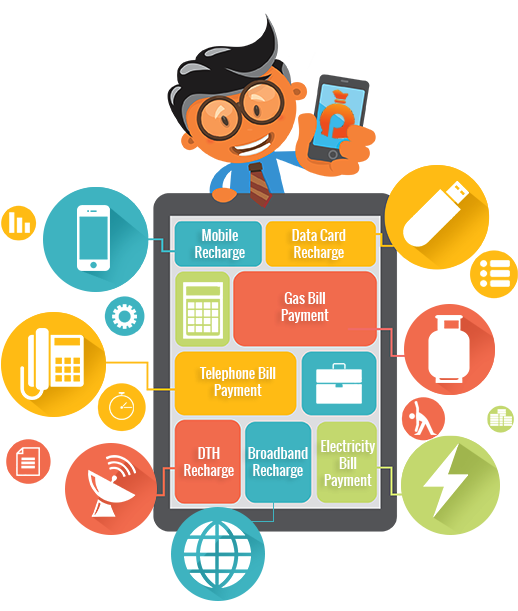 Mobile
Recharge
Data Card
Recharge
Gas Bill
Payment
Telephone Bill
Payment
DTH
Recharge
Broadband
Recharge
Electricity
Bill
Payment